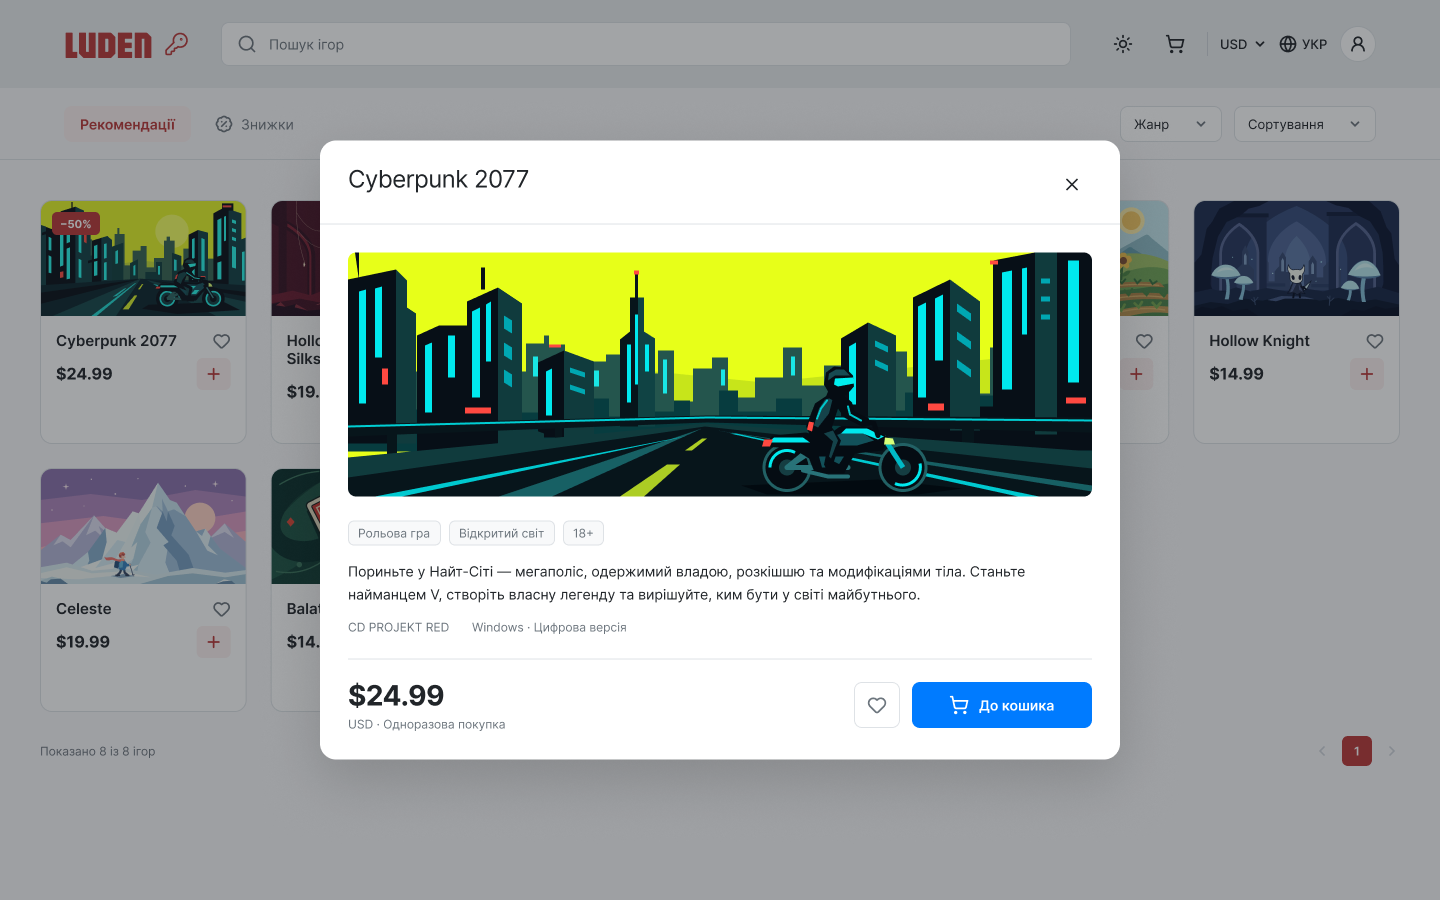 LUDEN
Пошук ігор
USD
УКР
Рекомендації
Знижки
Жанр
Сортування
Cyberpunk 2077
−50%
Cyberpunk 2077
$24.99
$19.
Hollow Knight
$14.99
Рольова гра
Відкритий світ
18+
Пориньте у Найт-Сіті — мегаполіс, одержимий владою, розкішшю та модифікаціями тіла. Станьте
найманцем V, створіть власну легенду та вирішуйте, ким бути у світі майбутнього.
CD PROJEKT RED
Windows · Цифрова версія
$24.99
USD · Одноразова покупка
До кошика
Celeste
$19.99
$14.
Показано 8 із 8 ігор
1